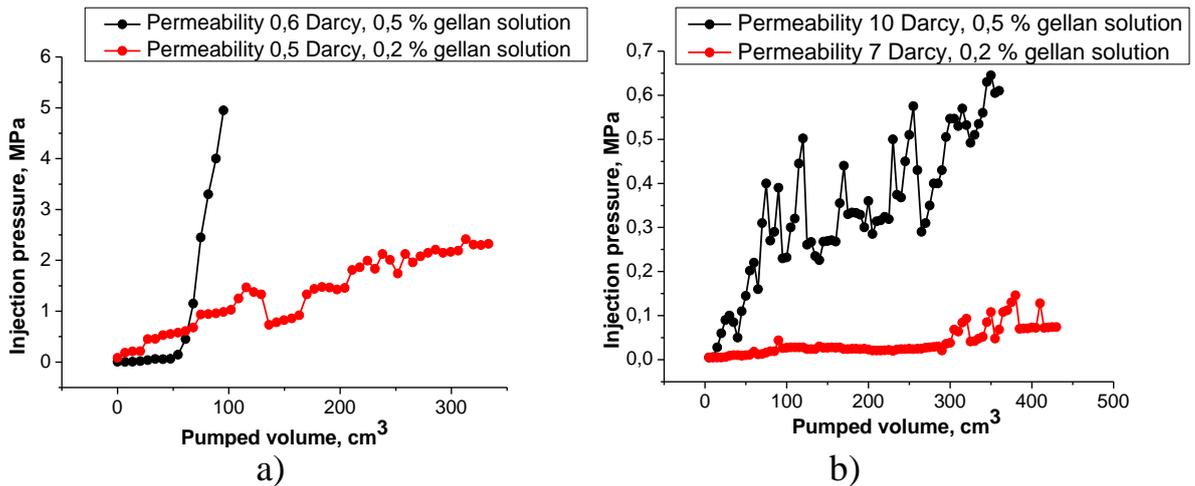 Permeability 0,6 Darcy, 0,5 % gellan solution
Permeability 0,5 Darcy, 0,2 % gellan solution
6
5
4
3
2
1
0
Injection pressure, MPa
0
100
200
300
Pumped volume, cm3
a)
Permeability 10 Darcy, 0,5 % gellan solution
Permeability 7 Darcy, 0,2 % gellan solution
0,7
0,6
0,5
0,4
0,3
0,2
0,1
0,0
Injection pressure, MPa
0
100
200
300
400
500
Pumped volume, cm3
b)